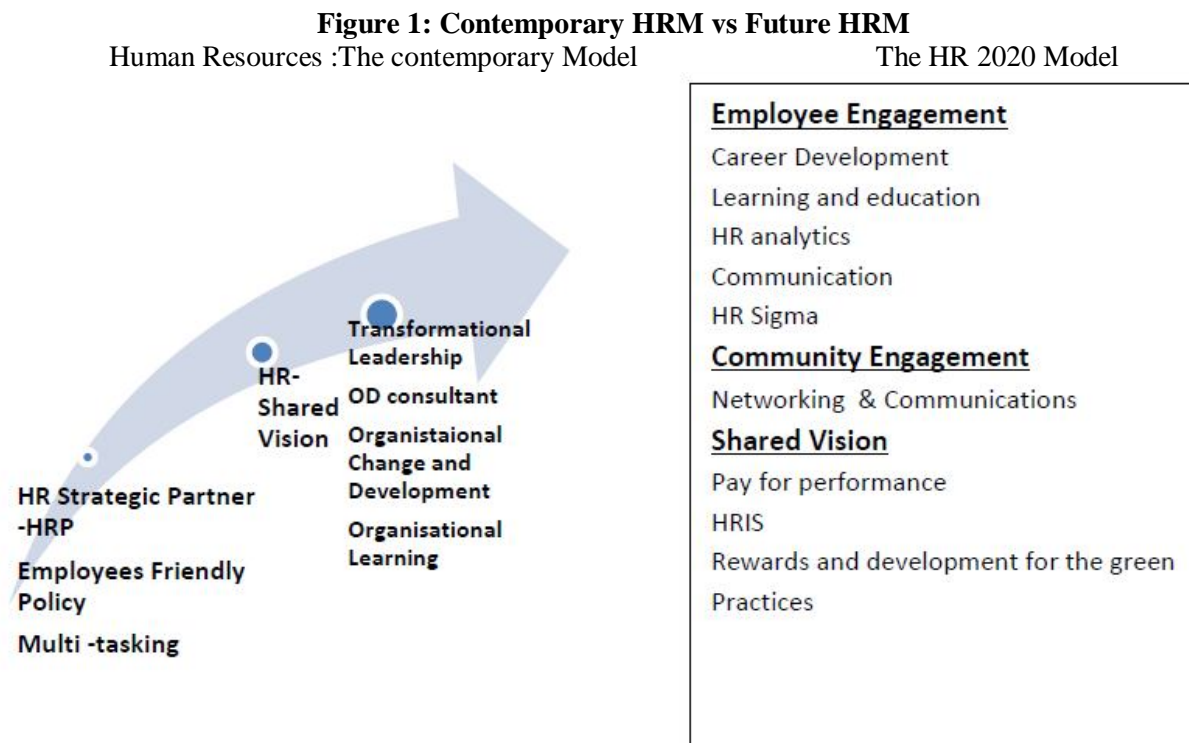 Figure 1: Contemporary HRM vs Future HRM
Human Resources :The contemporary Model
The HR 2020 Model
HR Strategic Partner
-HRP
Employees Friendly
Policy
Multi -tasking
HR-
Shared
Vision
Transformational
Leadership
OD consultant
Organistaional
Change and
Development
Organisational
Learning
Employee Engagement
Career Development
Learning and education
HR analytics
Communication
HR Sigma
Community Engagement
Networking & Communications
Shared Vision
Pay for performance
HRIS
Rewards and development for the green
Practices